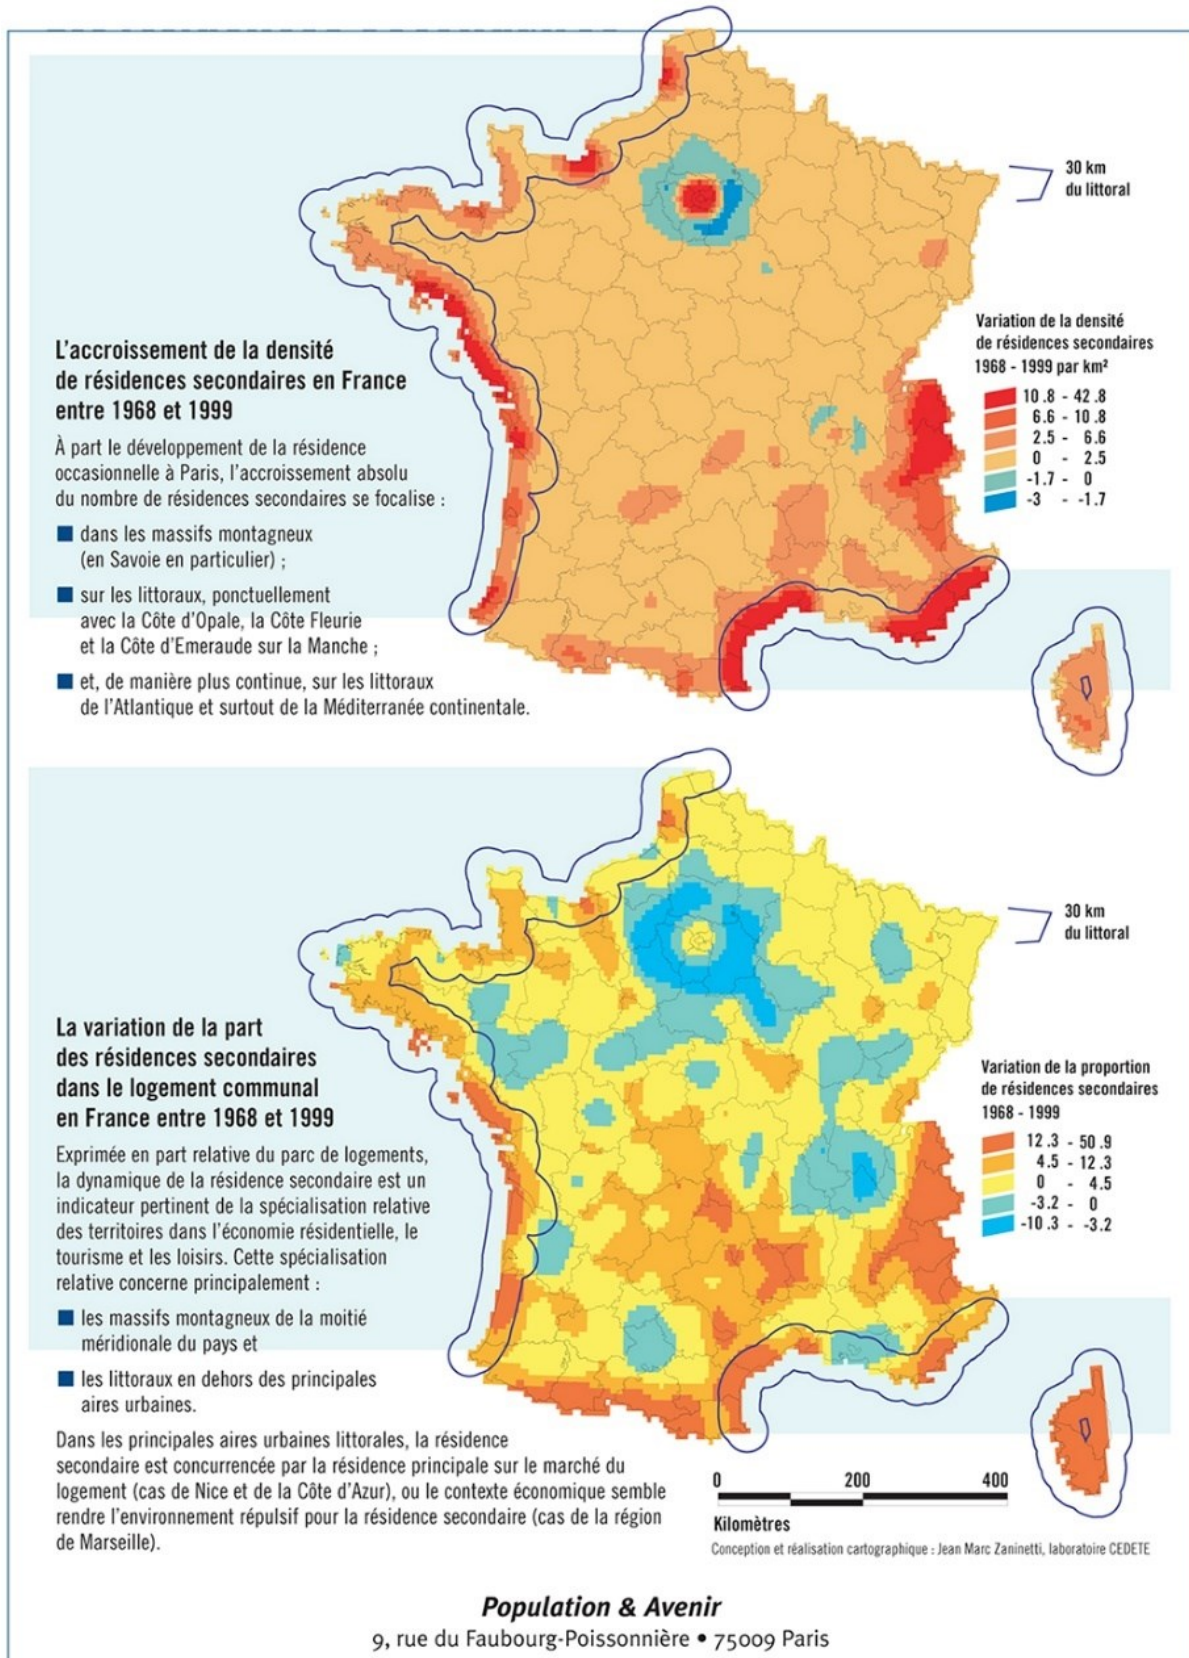 30 km
du littoral
Variation de la densité
de résidences secondaires
1968 - 1999 par km²
10.8 - 42.8
6.6 - 10.8
2.5 - 6.6
0 - 2.5
-1.7 - 0
-3 - -1.7
L'accroissement de la densité
de résidences secondaires en France
entre 1968 et 1999
À part le développement de la résidence
occasionnelle à Paris, l'accroissement absolu
du nombre de résidences secondaires se focalise :
dans les massifs montagneux
(en Savoie en particulier) ;
sur les littoraux, ponctuellement
avec la Côte d'Opale, la Côte Fleurie
et la Côte d'Emeraude sur la Manche ;
et, de manière plus continue, sur les littoraux
de l'Atlantique et surtout de la Méditerranée continentale.
30 km
du littoral
La variation de la part
des résidences secondaires
dans le logement communal
en France entre 1968 et 1999
Exprimée en part relative du parc de logements,
la dynamique de la résidence secondaire est un
indicateur pertinent de la spécialisation relative
des territoires dans l'économie résidentielle, le
tourisme et les loisirs. Cette spécialisation
relative concerne principalement :
les massifs montagneux de la moitié
méridionale du pays et
les littoraux en dehors des principales
aires urbaines.
Dans les principales aires urbaines littorales, la résidence
secondaire est concurrencée par la résidence principale sur le marché du
logement (cas de Nice et de la Côte d'Azur), ou le contexte économique semble
rendre l'environnement répulsif pour la résidence secondaire (cas de la région
de Marseille).
Variation de la proportion
de résidences secondaires
1968 - 1999
12.3 - 50.9
4.5 - 12.3
0 - 4.5
-3.2 - 0
-10.3 - -3.2
0 200 400
Kilomètres
Conception et réalisation cartographique : Jean Marc Zaninetti, laboratoire CEDETE
Population & Avenir
9, rue du Faubourg-Poissonnière • 75009 Paris